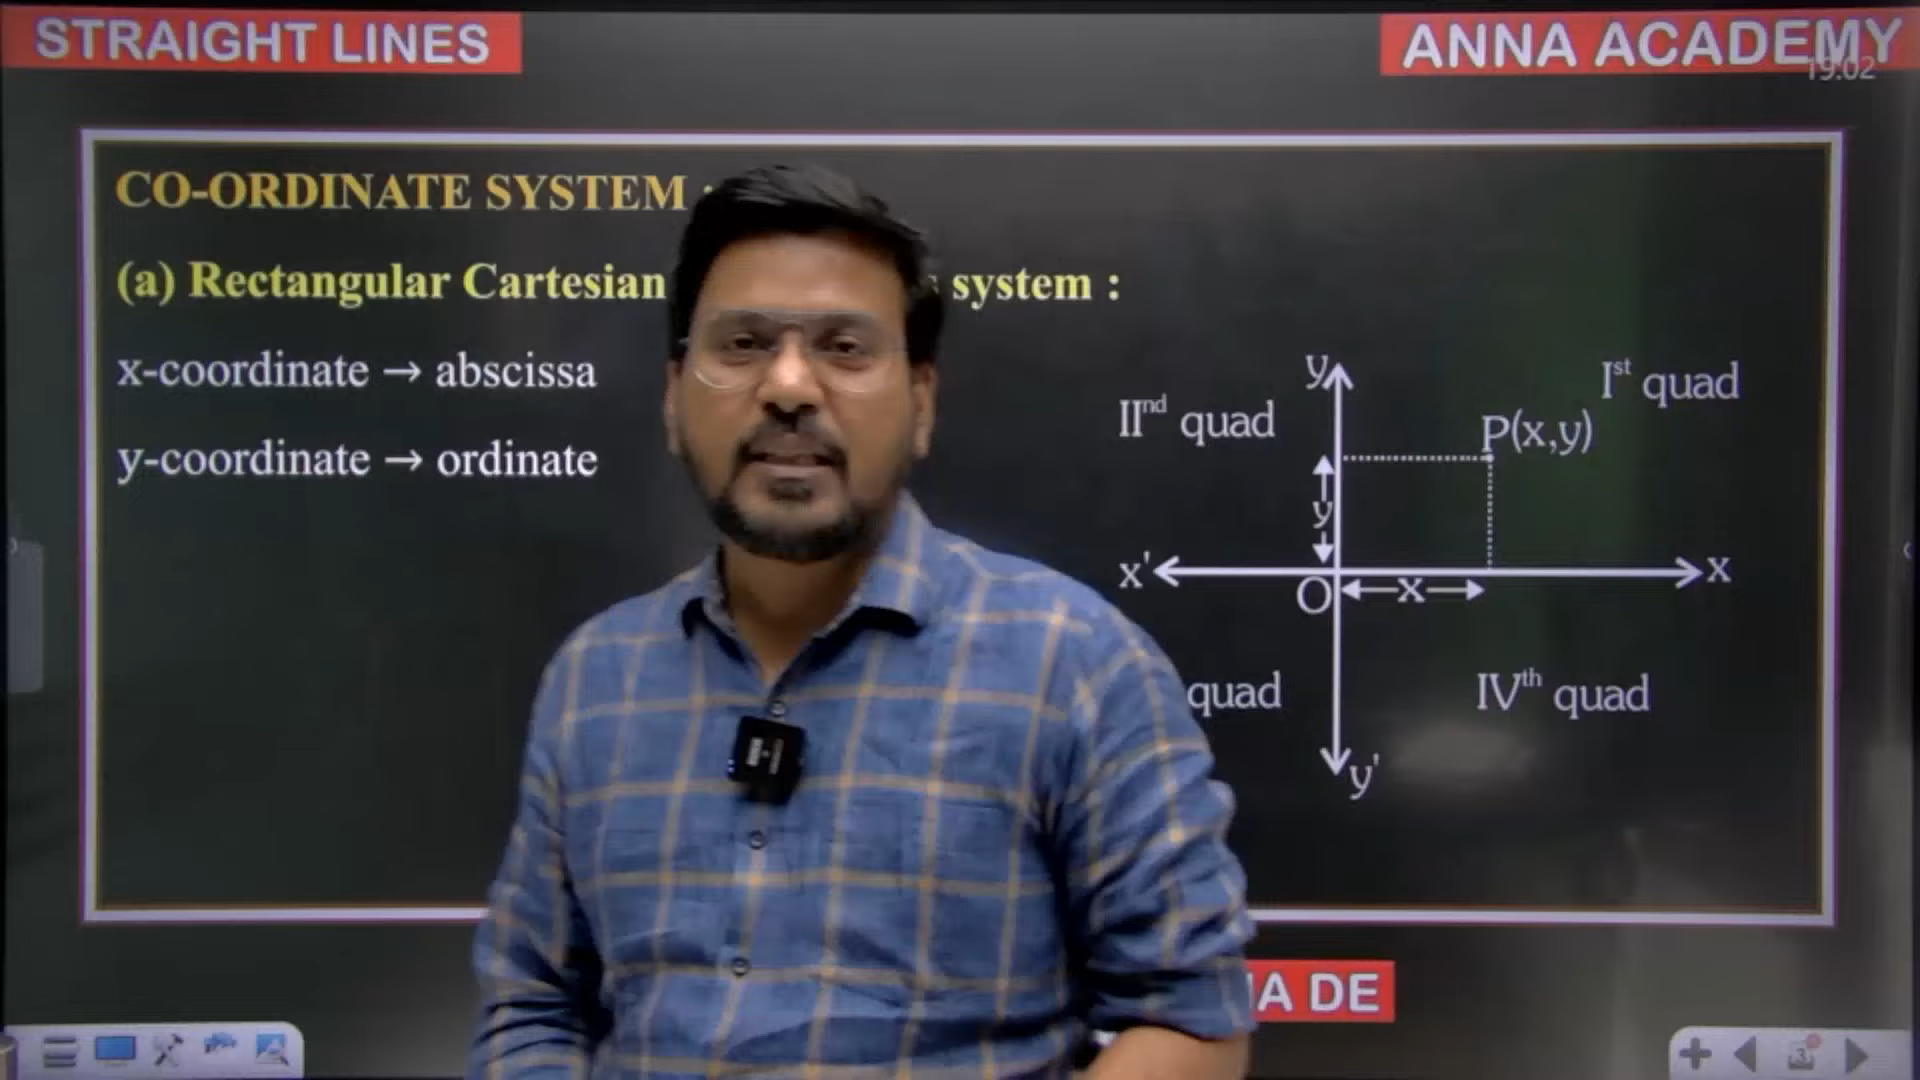 STRAIGHT LINES
ANNA ACADEMY
19:02
CO-ORDINATE SYSTEM :
(a) Rectangular Cartesian system :
x-coordinate → abscissa
y-coordinate → ordinate
y
Iˢᵗ quad
IIⁿᵈ quad
P(x,y)
y
x'
x
O
x
quad
IVᵗʰ quad
y'
DE
3